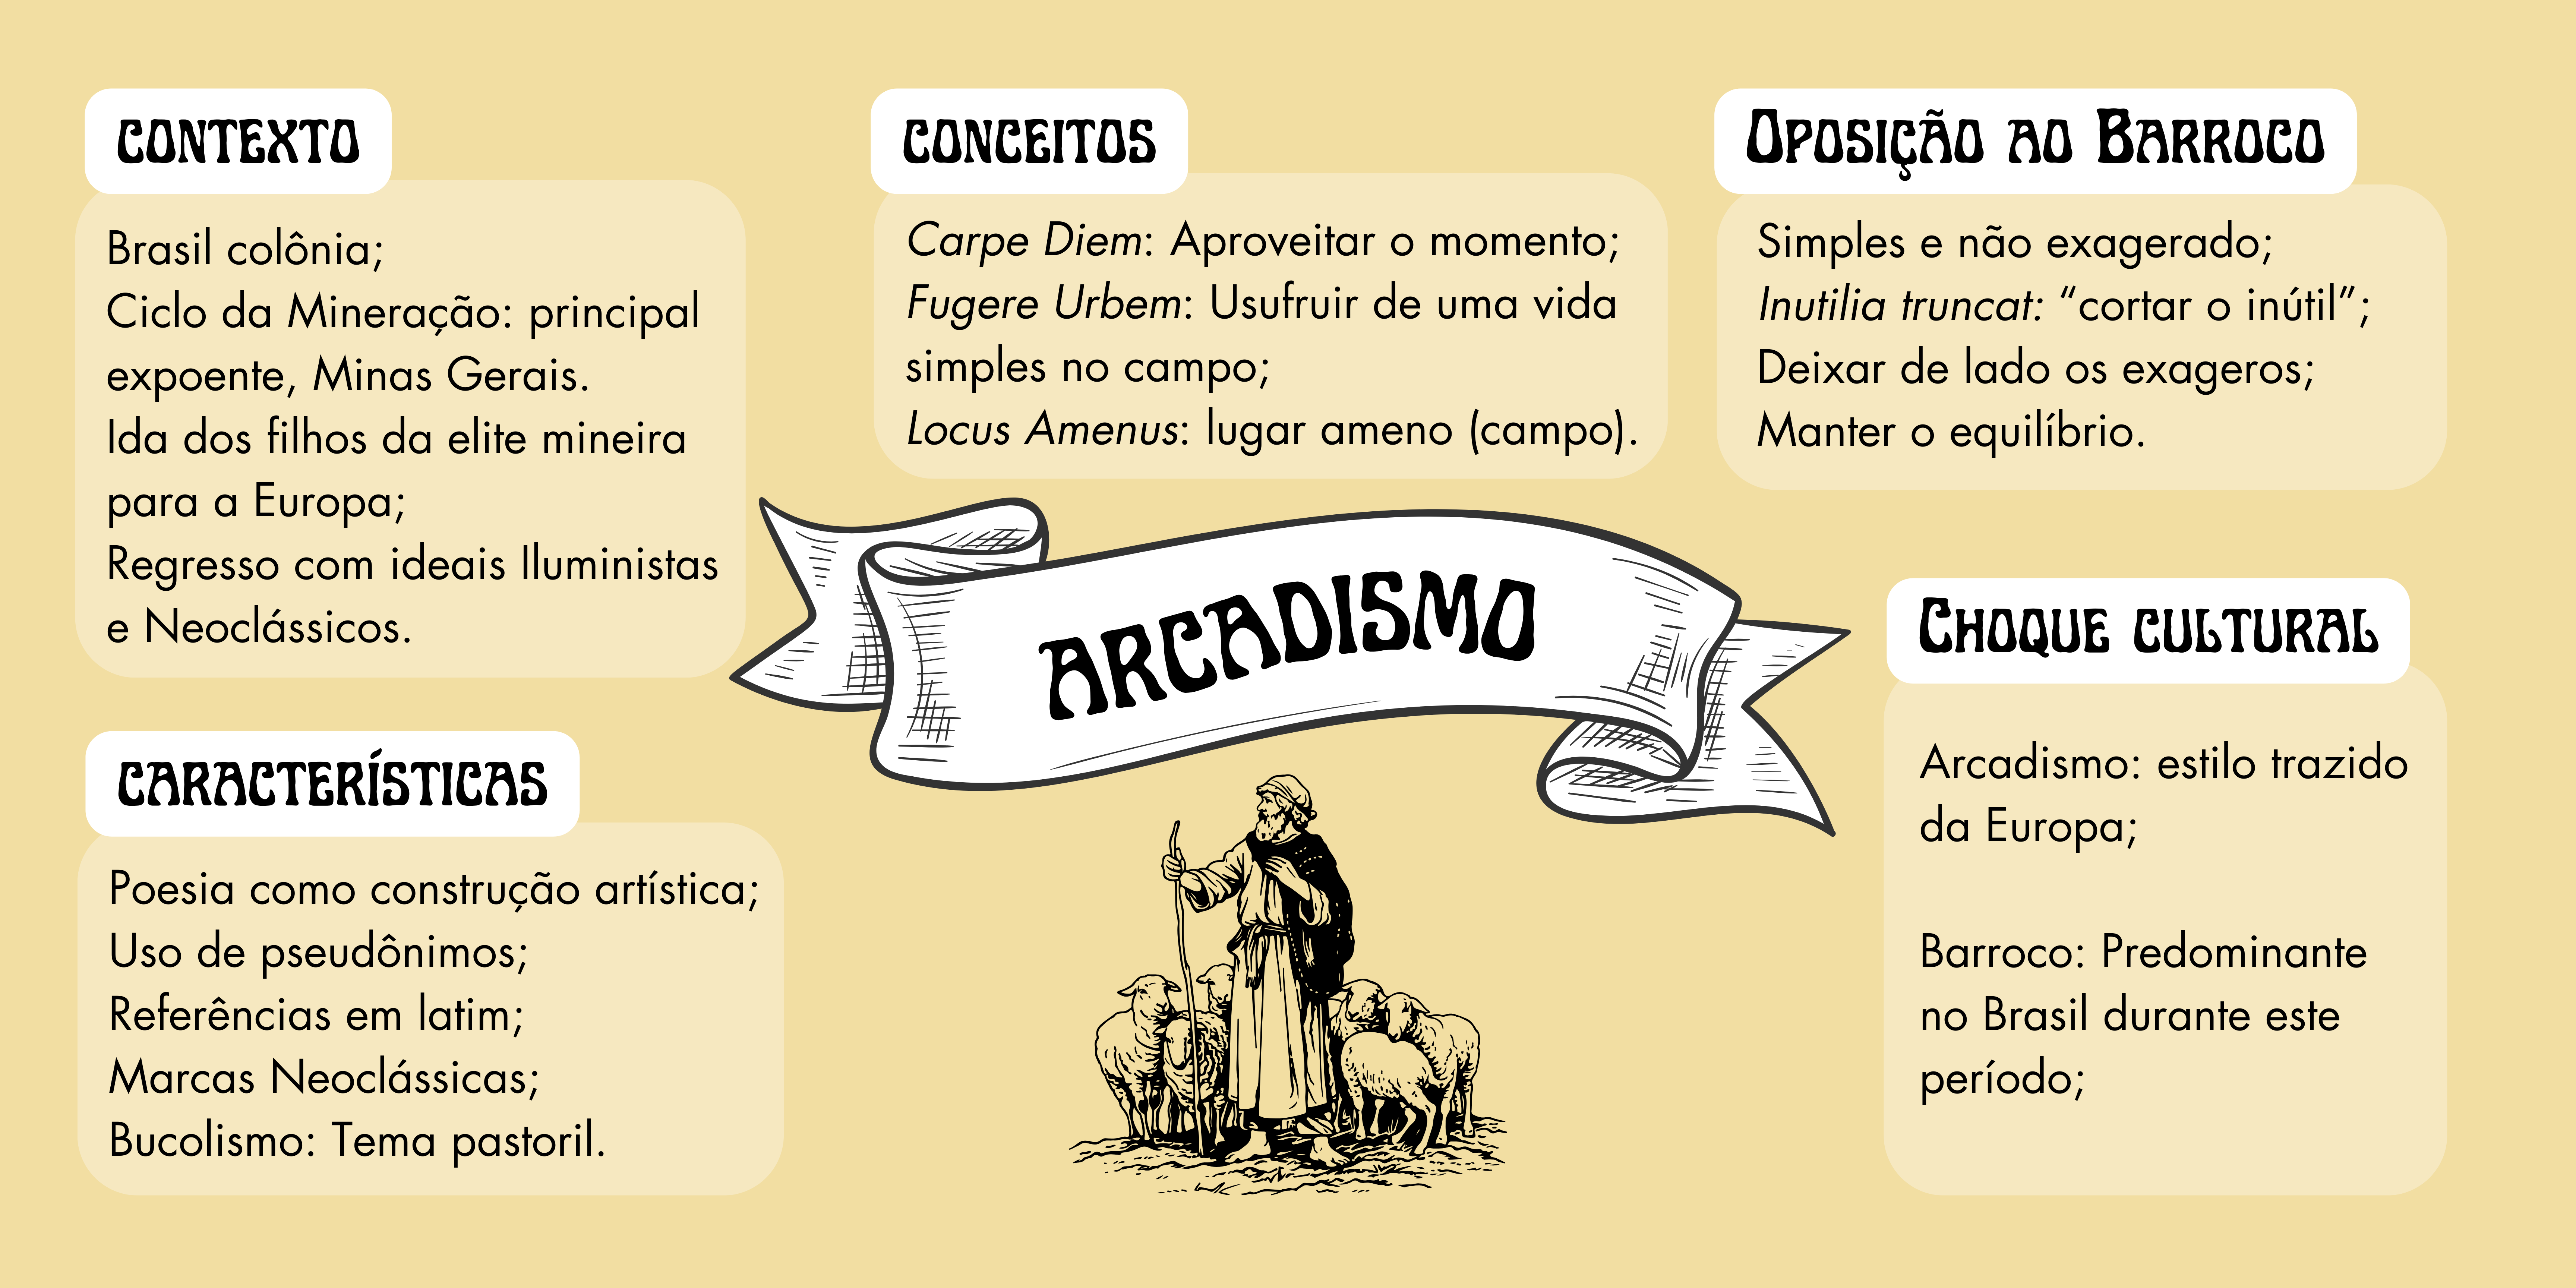 CONTEXTO
Brasil colônia;
Ciclo da Mineração: principal
expoente, Minas Gerais.
Ida dos filhos da elite mineira
para a Europa;
Regresso com ideais Iluministas
e Neoclássicos.
CONCEITOS
Carpe Diem: Aproveitar o momento;
Fugere Urbem: Usufruir de uma vida
simples no campo;
Locus Amenus: lugar ameno (campo).
OPOSIÇÃO AO BARROCO
Simples e não exagerado;
Inutilia truncat: “cortar o inútil”;
Deixar de lado os exageros;
Manter o equilíbrio.
ARCADISMO
CARACTERÍSTICAS
Poesia como construção artística;
Uso de pseudônimos;
Referências em latim;
Marcas Neoclássicas;
Bucolismo: Tema pastoril.
CHOQUE CULTURAL
Arcadismo: estilo trazido
da Europa;
Barroco: Predominante
no Brasil durante este
período;